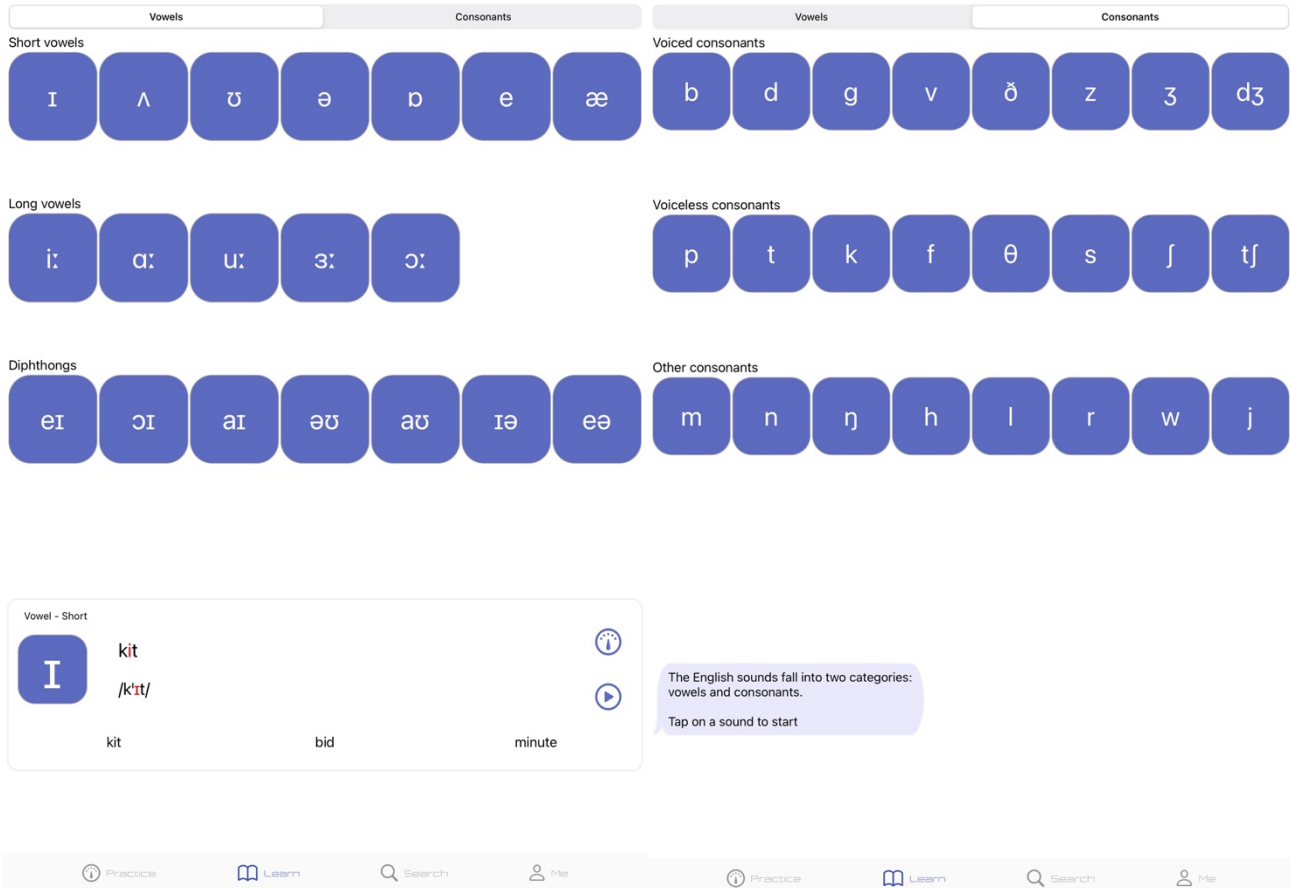 Vowels Consonants
Short vowels
ɪ ʌ ʊ ə ɒ e æ
Long vowels
iː ɑː uː ɜː ɔː
Diphthongs
eɪ ɔɪ aɪ əʊ aʊ ɪə eə
Vowel - Short
ɪ
kit
/kˈɪt/
kit bid minute
Practice Learn Search Me
Vowels Consonants
Voiced consonants
b d g v ð z ʒ dʒ
Voiceless consonants
p t k f θ s ʃ tʃ
Other consonants
m n ŋ h l r w j
The English sounds fall into two categories:
vowels and consonants.
Tap on a sound to start
Practice Learn Search Me